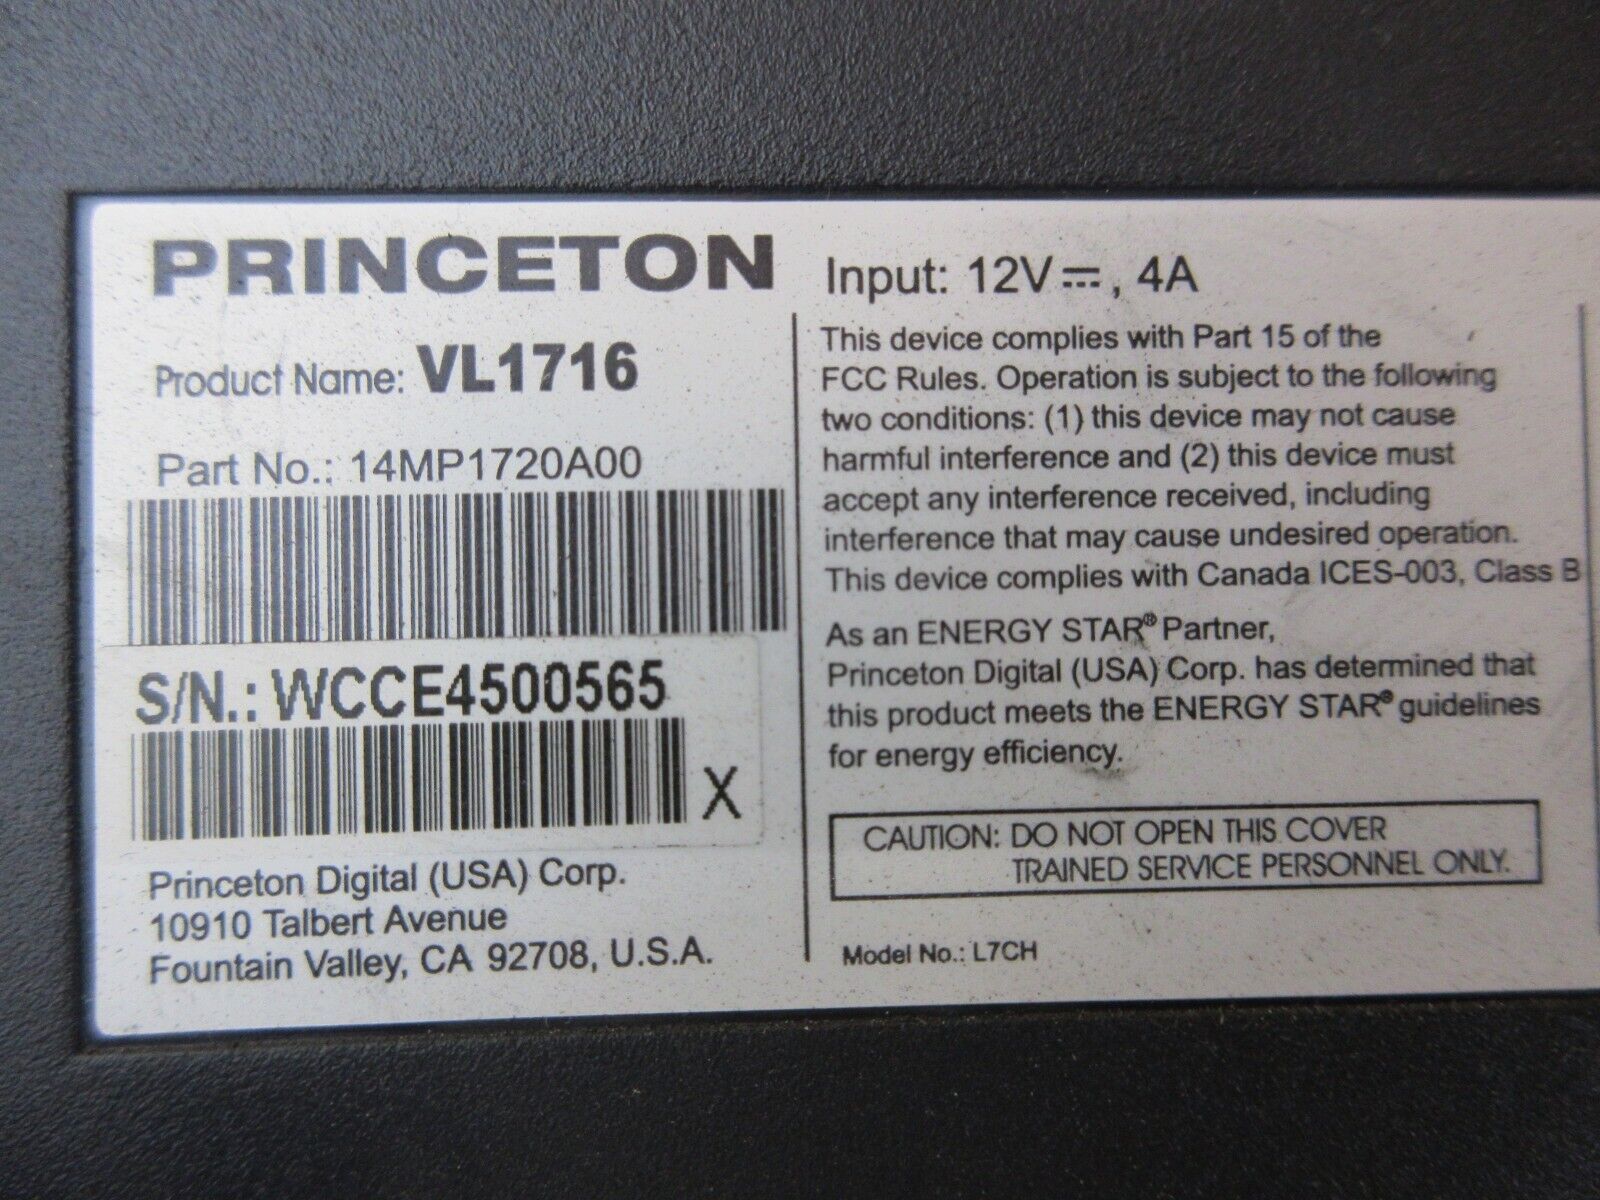 PRINCETON
Product Name: VL1716
Part No.: 14MP1720A00
S/N.: WCCE4500565
X
Princeton Digital (USA) Corp.
10910 Talbert Avenue
Fountain Valley, CA 92708, U.S.A.
Input: 12V⎓, 4A
This device complies with Part 15 of the
FCC Rules. Operation is subject to the following
two conditions: (1) this device may not cause
harmful interference and (2) this device must
accept any interference received, including
interference that may cause undesired operation.
This device complies with Canada ICES-003, Class B
As an ENERGY STAR® Partner,
Princeton Digital (USA) Corp. has determined that
this product meets the ENERGY STAR® guidelines
for energy efficiency.
CAUTION: DO NOT OPEN THIS COVER
TRAINED SERVICE PERSONNEL ONLY.
Model No.: L7CH